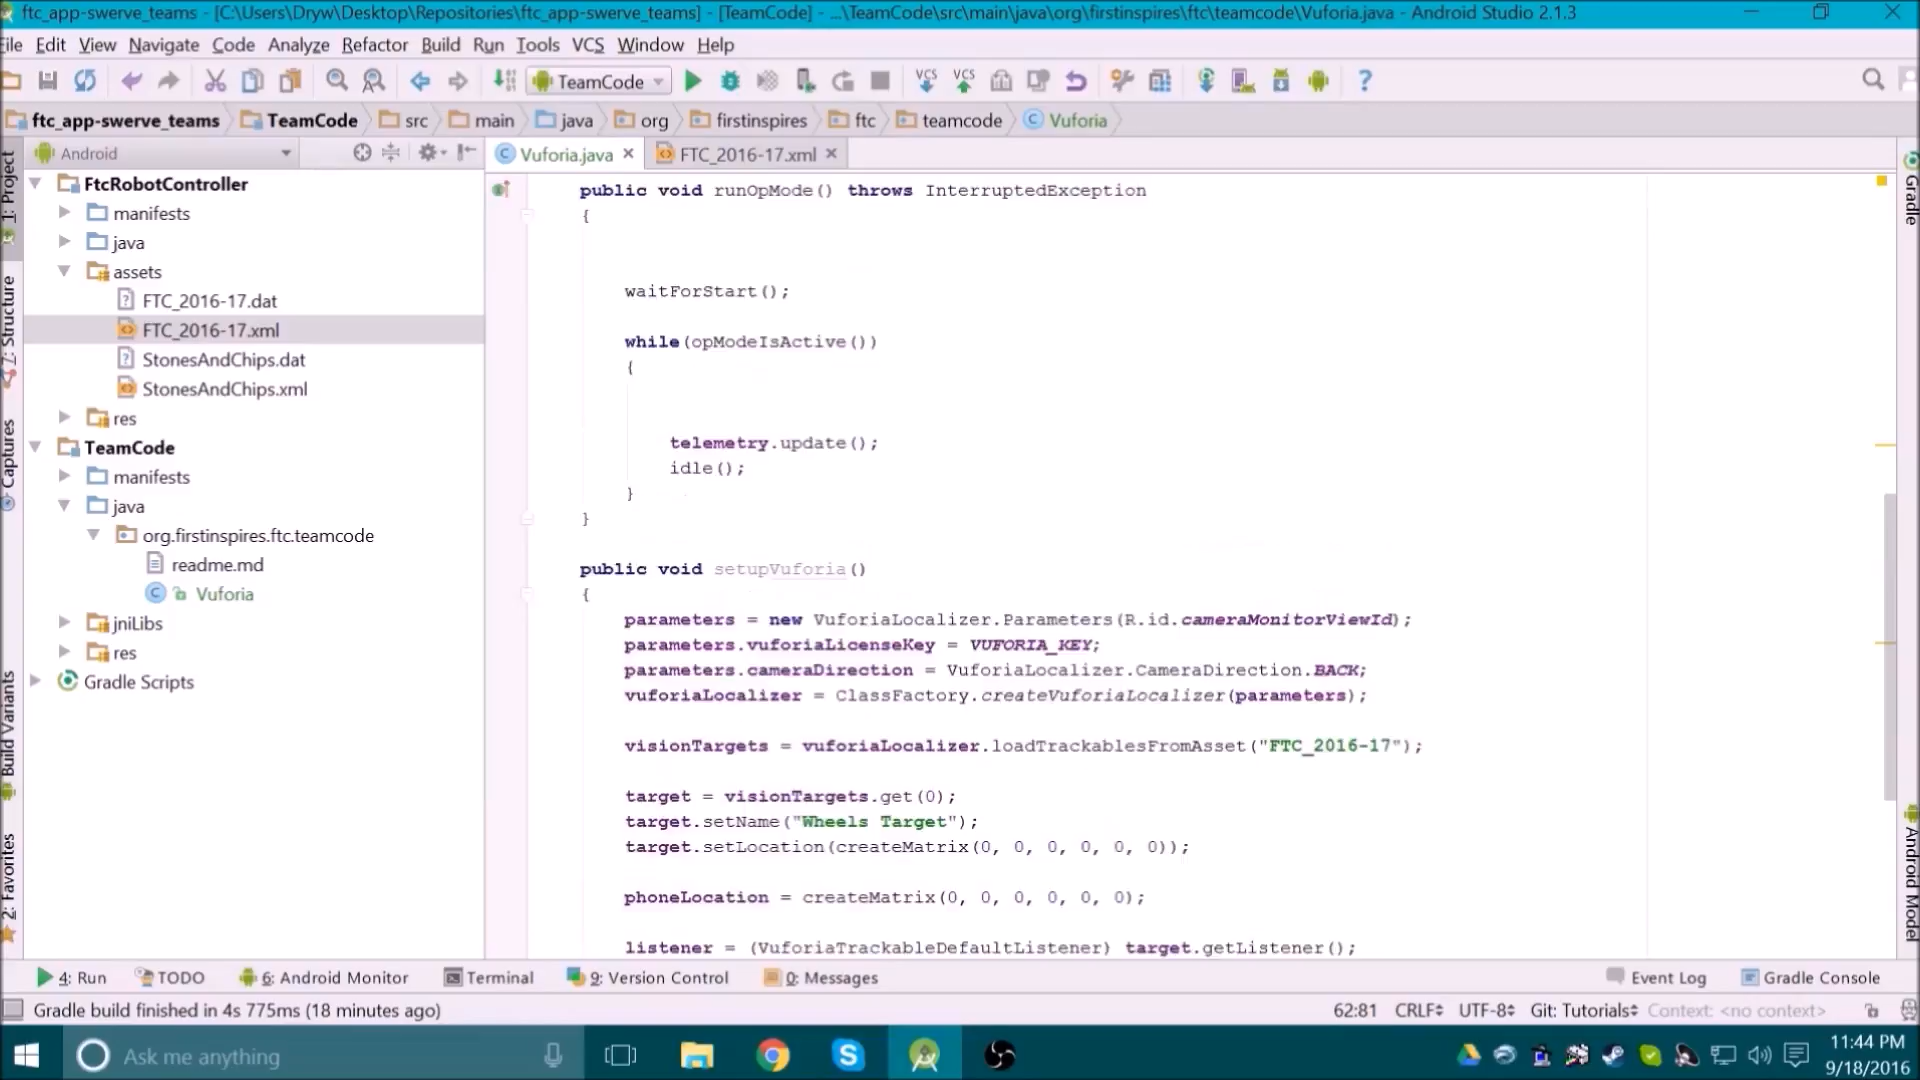 ftc_app-swerve_teams - [C:\Users\Dryw\Desktop\Repositories\ftc_app-swerve_teams] - [TeamCode] - ...\TeamCode\src\main\java\org\firstinspires\ftc\teamcode\Vuforia.java - Android Studio 2.1.3
File Edit View Navigate Code Analyze Refactor Build Run Tools VCS Window Help
TeamCode
VCS VCS
ftc_app-swerve_teams TeamCode src main java org firstinspires ftc teamcode Vuforia
Android
Vuforia.java
FTC_2016-17.xml
1: Project
7: Structure
Captures
Build Variants
2: Favorites
FtcRobotController
manifests
java
assets
FTC_2016-17.dat
FTC_2016-17.xml
StonesAndChips.dat
StonesAndChips.xml
res
TeamCode
manifests
java
org.firstinspires.ftc.teamcode
readme.md
Vuforia
jniLibs
res
Gradle Scripts
public void runOpMode() throws InterruptedException
{
waitForStart();
while(opModeIsActive())
{
telemetry.update();
idle();
}
}
public void setupVuforia()
{
parameters = new VuforiaLocalizer.Parameters(R.id.cameraMonitorViewId);
parameters.vuforiaLicenseKey = VUFORIA_KEY;
parameters.cameraDirection = VuforiaLocalizer.CameraDirection.BACK;
vuforiaLocalizer = ClassFactory.createVuforiaLocalizer(parameters);
visionTargets = vuforiaLocalizer.loadTrackablesFromAsset("FTC_2016-17");
target = visionTargets.get(0);
target.setName("Wheels Target");
target.setLocation(createMatrix(0, 0, 0, 0, 0, 0));
phoneLocation = createMatrix(0, 0, 0, 0, 0, 0);
listener = (VuforiaTrackableDefaultListener) target.getListener();
Gradle
Android Model
4: Run TODO 6: Android Monitor Terminal 9: Version Control 0: Messages Event Log Gradle Console
Gradle build finished in 4s 775ms (18 minutes ago) 62:81 CRLF UTF-8 Git: Tutorials Context: <no context>
Ask me anything
11:44 PM
9/18/2016